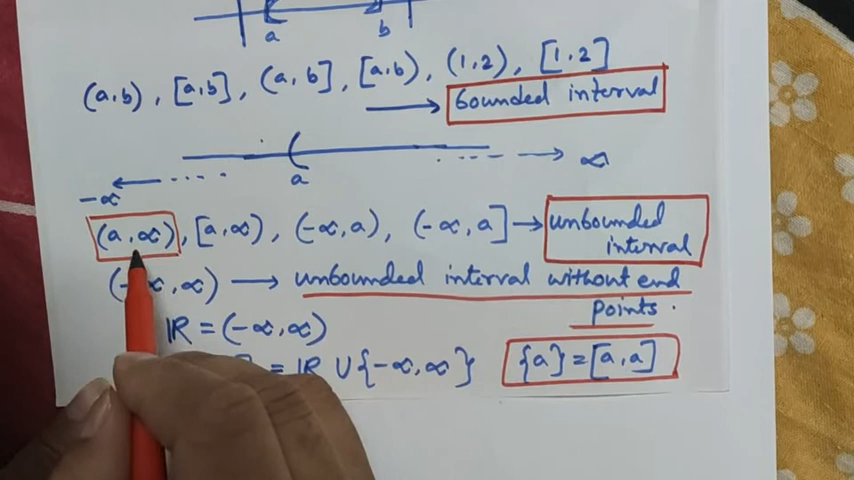 a b
(a,b), [a,b], (a,b], [a,b), (1,2), [1,2]
→ bounded interval
a ∞
-∞
(a,∞), [a,∞), (-∞,a), (-∞,a] → unbounded interval
(-∞,∞) → unbounded interval without end points.
ℝ = (-∞,∞)
= ℝ ∪ {-∞,∞} {a} = [a,a]